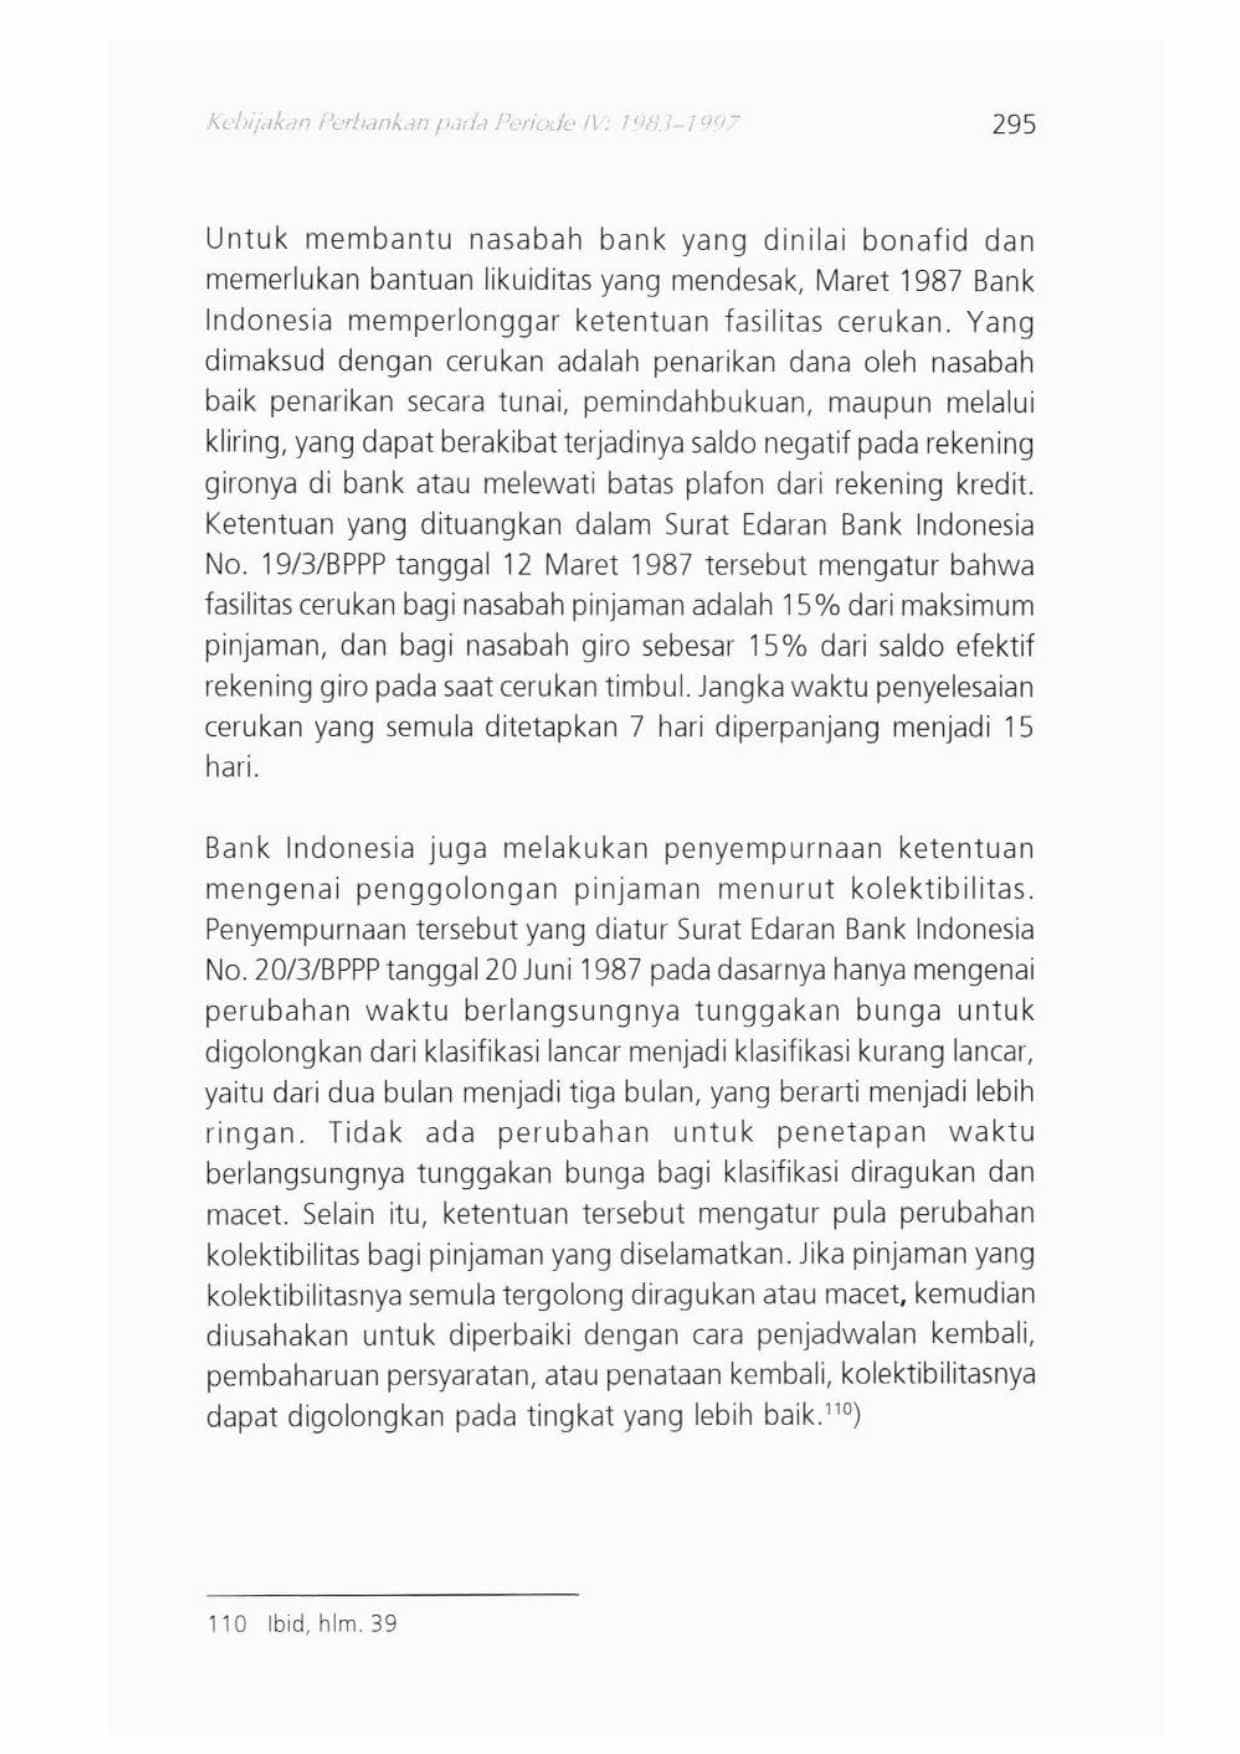 Kebijakan Perbankan pada Periode IV: 1983–1997 295
Untuk membantu nasabah bank yang dinilai bonafid dan
memerlukan bantuan likuiditas yang mendesak, Maret 1987 Bank
Indonesia memperlonggar ketentuan fasilitas cerukan. Yang
dimaksud dengan cerukan adalah penarikan dana oleh nasabah
baik penarikan secara tunai, pemindahbukuan, maupun melalui
kliring, yang dapat berakibat terjadinya saldo negatif pada rekening
gironya di bank atau melewati batas plafon dari rekening kredit.
Ketentuan yang dituangkan dalam Surat Edaran Bank Indonesia
No. 19/3/BPPP tanggal 12 Maret 1987 tersebut mengatur bahwa
fasilitas cerukan bagi nasabah pinjaman adalah 15% dari maksimum
pinjaman, dan bagi nasabah giro sebesar 15% dari saldo efektif
rekening giro pada saat cerukan timbul. Jangka waktu penyelesaian
cerukan yang semula ditetapkan 7 hari diperpanjang menjadi 15
hari.
Bank Indonesia juga melakukan penyempurnaan ketentuan
mengenai penggolongan pinjaman menurut kolektibilitas.
Penyempurnaan tersebut yang diatur Surat Edaran Bank Indonesia
No. 20/3/BPPP tanggal 20 Juni 1987 pada dasarnya hanya mengenai
perubahan waktu berlangsungnya tunggakan bunga untuk
digolongkan dari klasifikasi lancar menjadi klasifikasi kurang lancar,
yaitu dari dua bulan menjadi tiga bulan, yang berarti menjadi lebih
ringan. Tidak ada perubahan untuk penetapan waktu
berlangsungnya tunggakan bunga bagi klasifikasi diragukan dan
macet. Selain itu, ketentuan tersebut mengatur pula perubahan
kolektibilitas bagi pinjaman yang diselamatkan. Jika pinjaman yang
kolektibilitasnya semula tergolong diragukan atau macet, kemudian
diusahakan untuk diperbaiki dengan cara penjadwalan kembali,
pembaharuan persyaratan, atau penataan kembali, kolektibilitasnya
dapat digolongkan pada tingkat yang lebih baik.¹¹⁰)
110 Ibid, hlm. 39